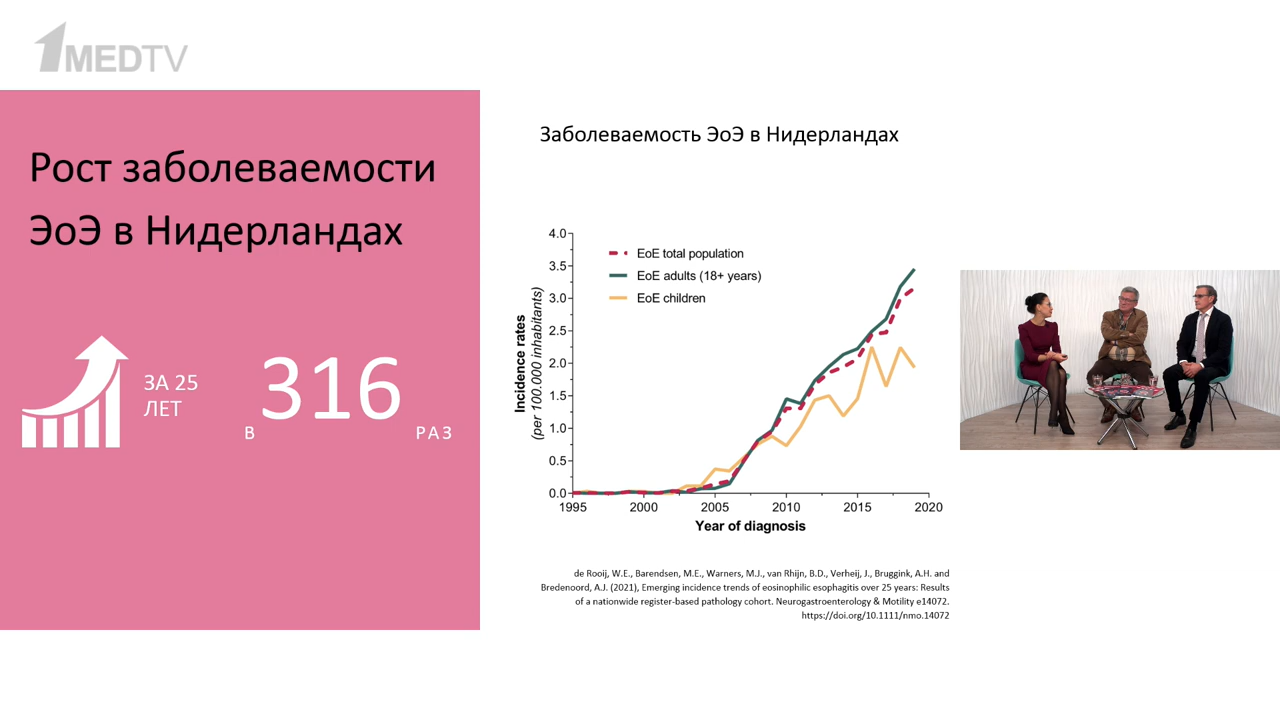 1MEDTV
Рост заболеваемости
ЭоЭ в Нидерландах
ЗА 25
ЛЕТ
В
316
РАЗ
Заболеваемость ЭоЭ в Нидерландах
4.0
3.5
3.0
2.5
2.0
1.5
1.0
0.5
0.0
Incidence rates
(per 100.000 inhabitants)
EoE total population
EoE adults (18+ years)
EoE children
1995
2000
2005
2010
2015
2020
Year of diagnosis
de Rooij, W.E., Barendsen, M.E., Warners, M.J., van Rhijn, B.D., Verheij, J., Bruggink, A.H. and
Bredenoord, A.J. (2021), Emerging incidence trends of eosinophilic esophagitis over 25 years: Results
of a nationwide register-based pathology cohort. Neurogastroenterology & Motility e14072.
https://doi.org/10.1111/nmo.14072